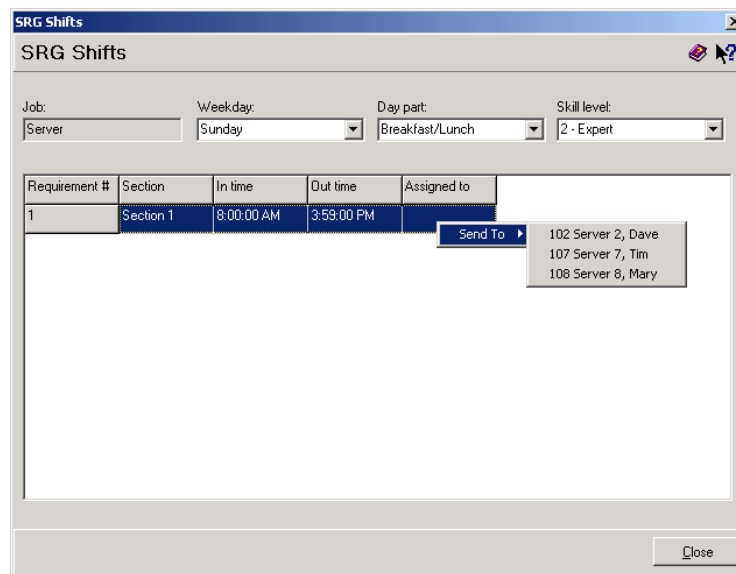 SRG Shifts
SRG Shifts
Job: Weekday: Day part: Skill level:
Server Sunday Breakfast/Lunch 2 - Expert
Requirement # Section In time Out time Assigned to
1 Section 1 8:00:00 AM 3:59:00 PM
Send To 102 Server 2, Dave
107 Server 7, Tim
108 Server 8, Mary
Close